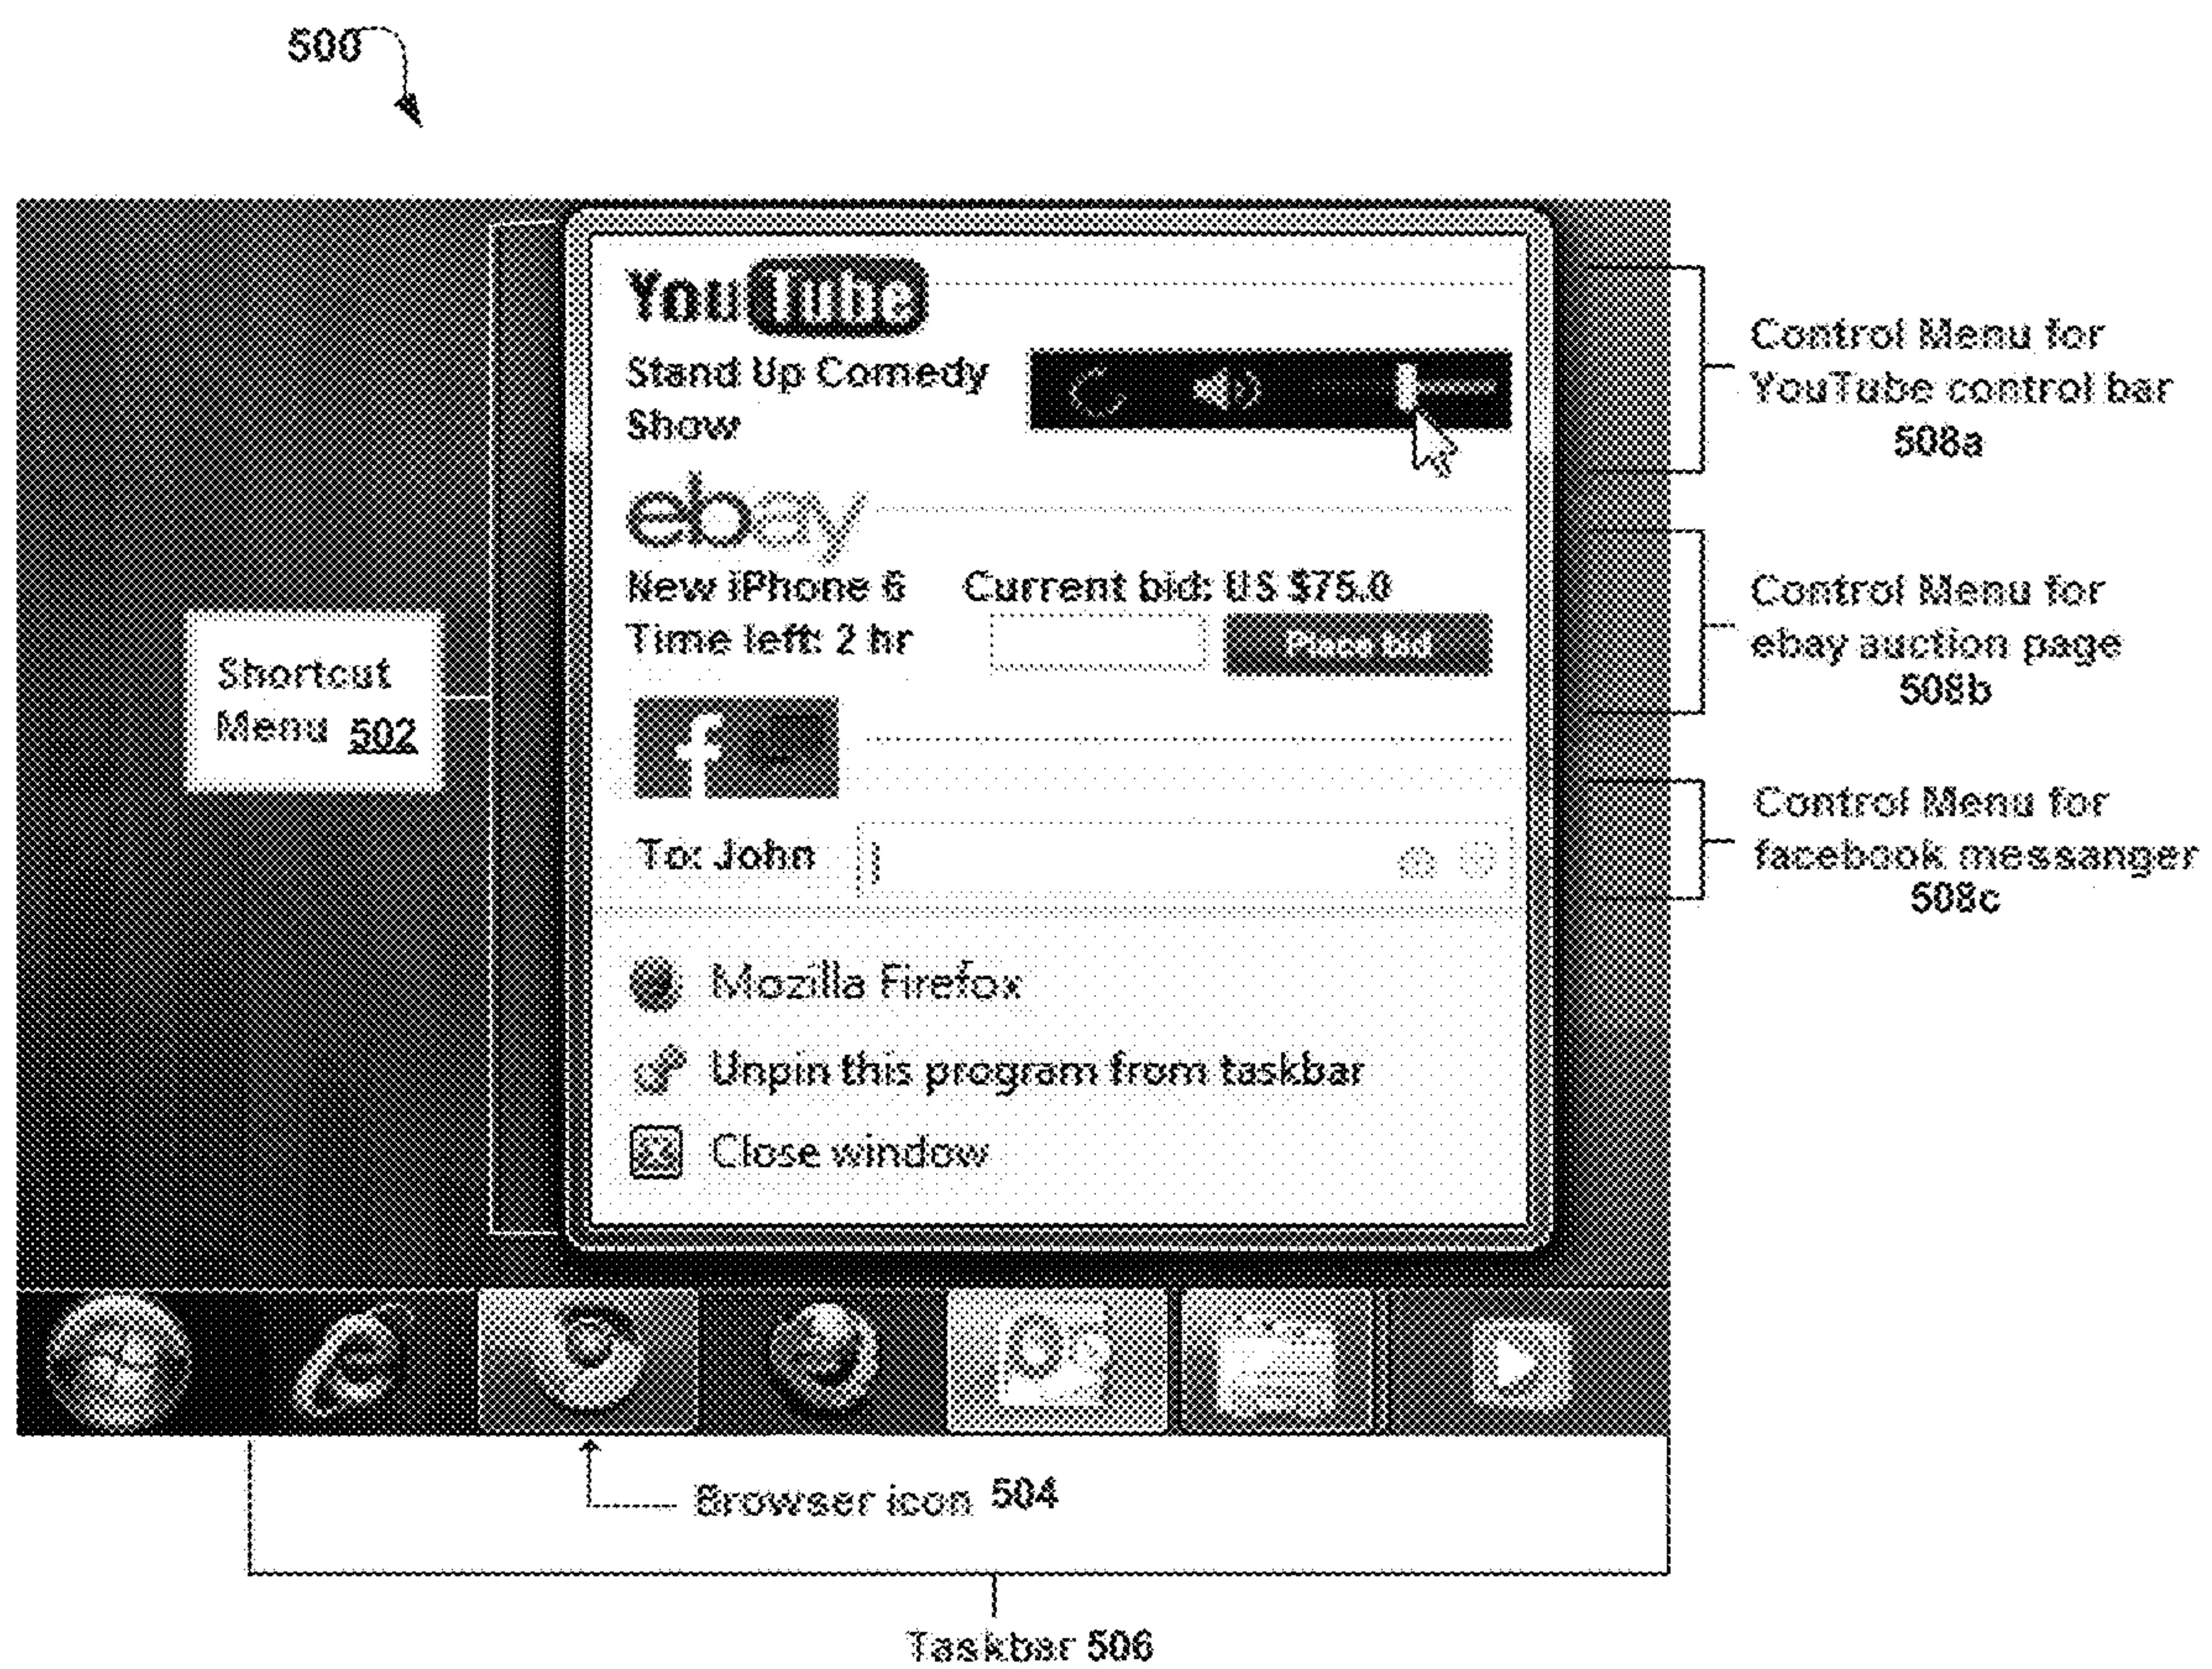 500
YouTube
Stand Up Comedy
Show
ebay
New iPhone 6 Current bid: US $75.0
Time left: 2 hr Place bid
f
To: John
Mozilla Firefox
Unpin this program from taskbar
Close window
Shortcut
Menu 502
Control Menu for
YouTube control bar
508a
Control Menu for
ebay auction page
508b
Control Menu for
facebook messanger
508c
Browser icon 504
Taskbar 506